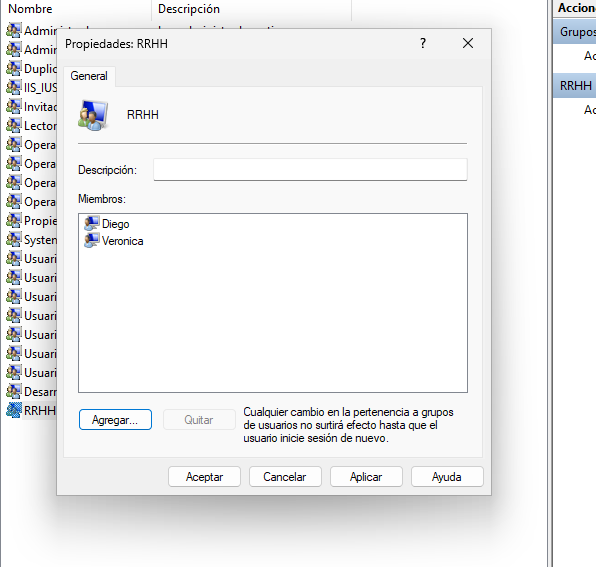 Nombre Descripción
Propiedades: RRHH
?
General
RRHH
Descripción:
Miembros:
Diego
Veronica
Agregar...
Quitar
Cualquier cambio en la pertenencia a grupos
de usuarios no surtirá efecto hasta que el
usuario inicie sesión de nuevo.
Aceptar
Cancelar
Aplicar
Ayuda
Admini
Admin
Duplic
IIS_IUS
Invitad
Lector
Opera
Opera
Opera
Opera
Propie
System
Usuari
Usuari
Usuari
Usuari
Usuari
Usuari
Usuari
Desarr
RRHH
Accion
Grupos
Ac
RRHH
Ac